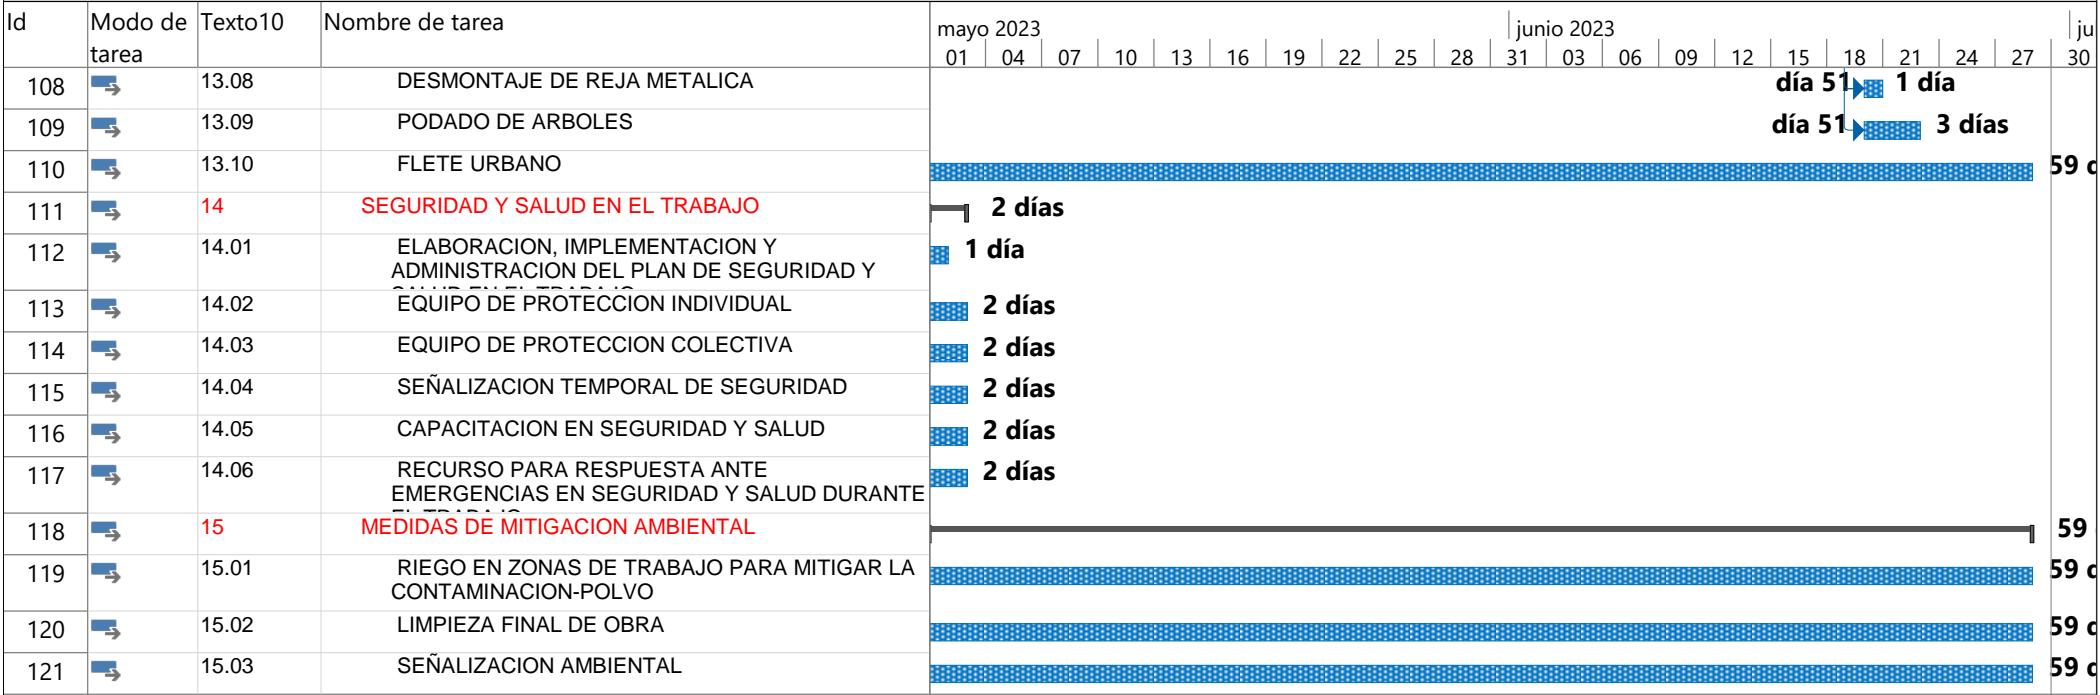 Id Modo de tarea Texto10 Nombre de tarea
mayo 2023 junio 2023 ju
01 04 07 10 13 16 19 22 25 28 31 03 06 09 12 15 18 21 24 27 30
108 13.08 DESMONTAJE DE REJA METALICA día 51 1 día
109 13.09 PODADO DE ARBOLES día 51 3 días
110 13.10 FLETE URBANO 59 d
111 14 SEGURIDAD Y SALUD EN EL TRABAJO 2 días
112 14.01 ELABORACION, IMPLEMENTACION Y 1 día
ADMINISTRACION DEL PLAN DE SEGURIDAD Y
113 14.02 EQUIPO DE PROTECCION INDIVIDUAL 2 días
114 14.03 EQUIPO DE PROTECCION COLECTIVA 2 días
115 14.04 SEÑALIZACION TEMPORAL DE SEGURIDAD 2 días
116 14.05 CAPACITACION EN SEGURIDAD Y SALUD 2 días
117 14.06 RECURSO PARA RESPUESTA ANTE 2 días
EMERGENCIAS EN SEGURIDAD Y SALUD DURANTE
118 15 MEDIDAS DE MITIGACION AMBIENTAL 59
119 15.01 RIEGO EN ZONAS DE TRABAJO PARA MITIGAR LA 59 d
CONTAMINACION-POLVO
120 15.02 LIMPIEZA FINAL DE OBRA 59 d
121 15.03 SEÑALIZACION AMBIENTAL 59 d